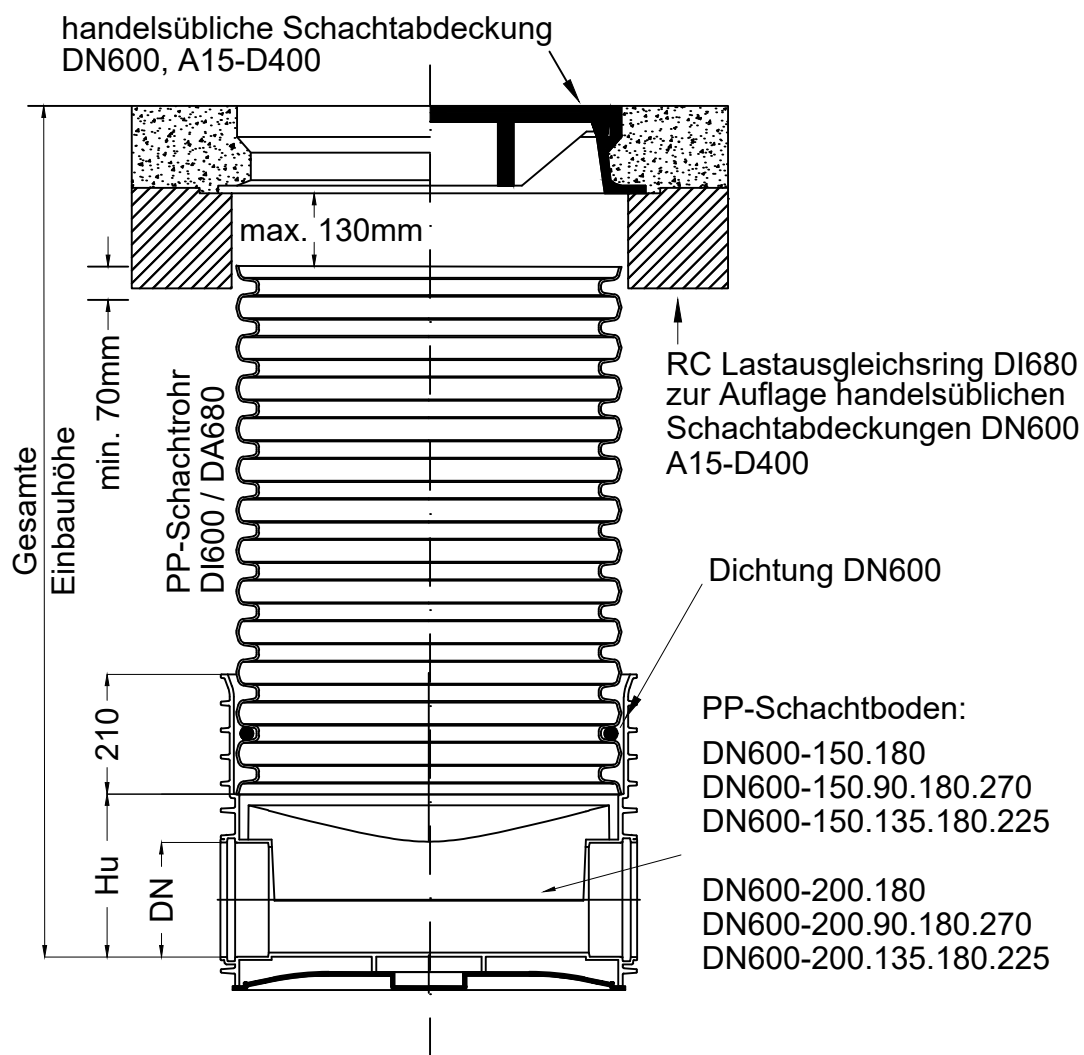 handelsübliche Schachtabdeckung
DN600, A15-D400
max. 130mm
min. 70mm
Gesamte
Einbauhöhe
PP-Schachtrohr
DI600 / DA680
RC Lastausgleichsring DI680
zur Auflage handelsüblichen
Schachtabdeckungen DN600
A15-D400
Dichtung DN600
210
Hu
DN
PP-Schachtboden:
DN600-150.180
DN600-150.90.180.270
DN600-150.135.180.225
DN600-200.180
DN600-200.90.180.270
DN600-200.135.180.225